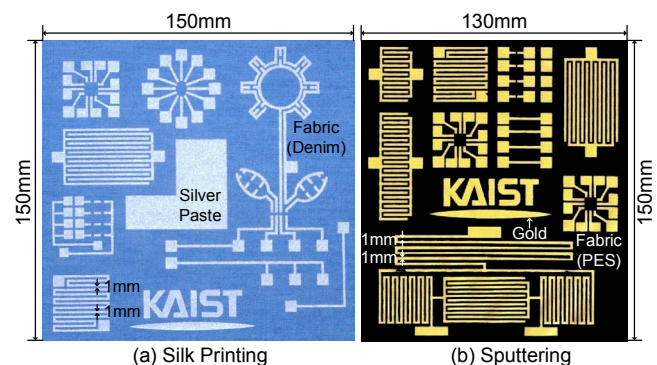 150mm
130mm
150mm
Fabric
(Denim)
Silver
Paste
1mm
1mm
KAIST
KAIST
Gold
1mm
1mm
Fabric
(PES)
150mm
(a) Silk Printing
(b) Sputtering